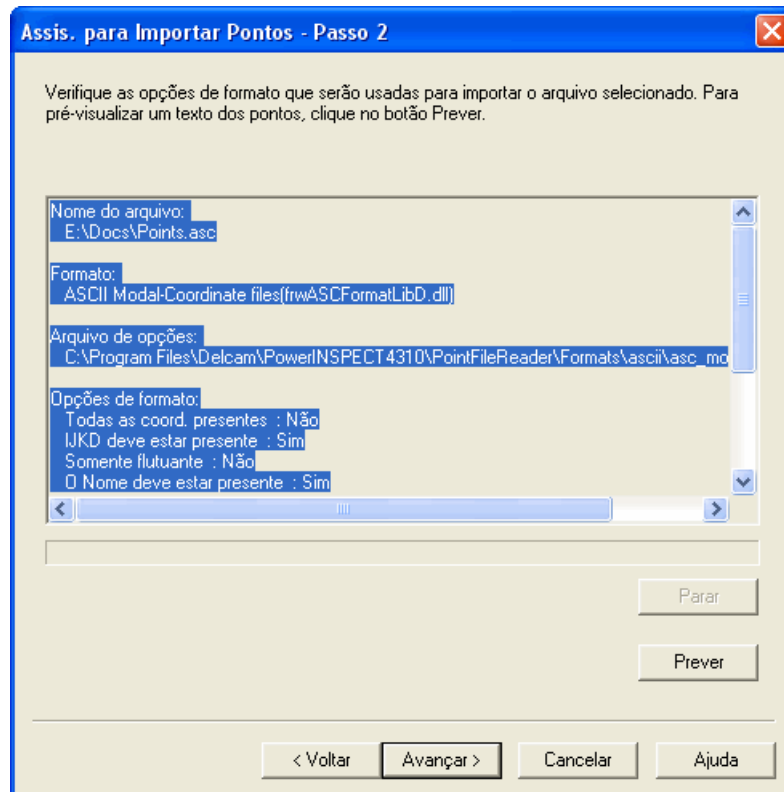 Assis. para Importar Pontos - Passo 2
Verifique as opções de formato que serão usadas para importar o arquivo selecionado. Para
pré-visualizar um texto dos pontos, clique no botão Prever.
Nome do arquivo:
E:\Docs\Points.asc
Formato:
ASCII Modal-Coordinate files(frwASCFormatLibD.dll)
Arquivo de opções:
C:\Program Files\Delcam\PowerINSPECT4310\PointFileReader\Formats\ascii\asc_mo
Opções de formato:
Todas as coord. presentes : Não
IJKD deve estar presente : Sim
Somente flutuante : Não
O Nome deve estar presente : Sim
Parar
Prever
< Voltar
Avançar >
Cancelar
Ajuda